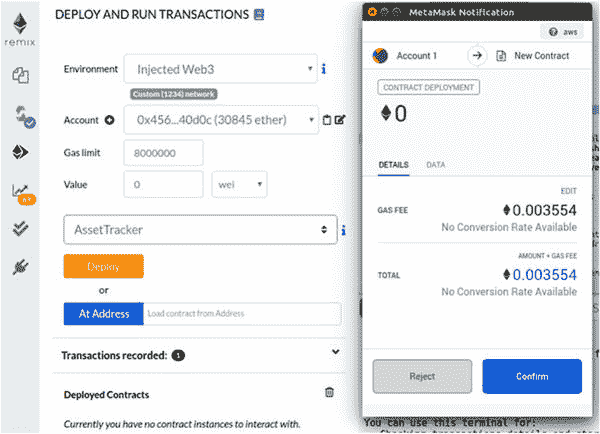 remix
DEPLOY AND RUN TRANSACTIONS
Environment
Injected Web3
Custom (1234) network
Account
0x456...40d0c (30845 ether)
Gas limit
8000000
Value
0
wei
AssetTracker
Deploy
or
At Address
Load contract from Address
Transactions recorded: 1
Deployed Contracts
Currently you have no contract instances to interact with.
MetaMask Notification
aws
Account 1
New Contract
CONTRACT DEPLOYMENT
0
DETAILS
DATA
EDIT
GAS FEE
0.003554
No Conversion Rate Available
AMOUNT + GAS FEE
TOTAL
0.003554
No Conversion Rate Available
Reject
Confirm
You can use this terminal for: